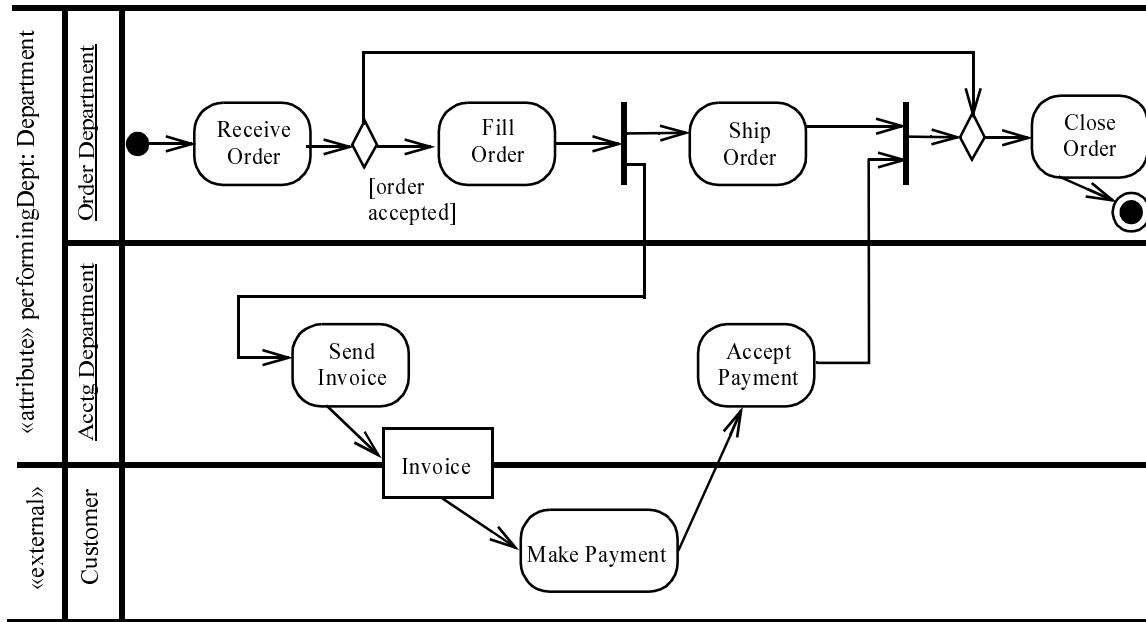 «attribute» performingDept: Department
Order Department
Receive
Order
[order
accepted]
Fill
Order
Ship
Order
Close
Order
Acctg Department
Send
Invoice
Accept
Payment
Invoice
«external»
Customer
Make Payment